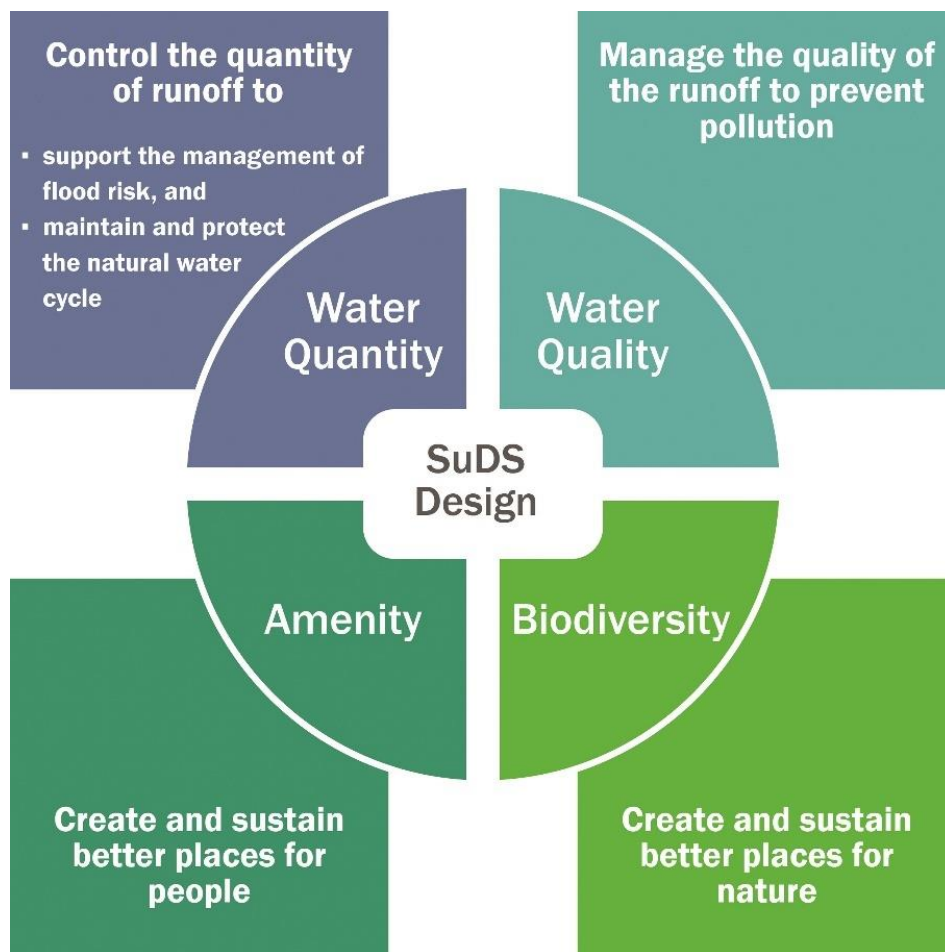 Control the quantity
of runoff to
▪ support the management of
flood risk, and
▪ maintain and protect
the natural water
cycle
Manage the quality of
the runoff to prevent
pollution
Water
Quantity
Water
Quality
SuDS
Design
Amenity
Biodiversity
Create and sustain
better places for
people
Create and sustain
better places for
nature